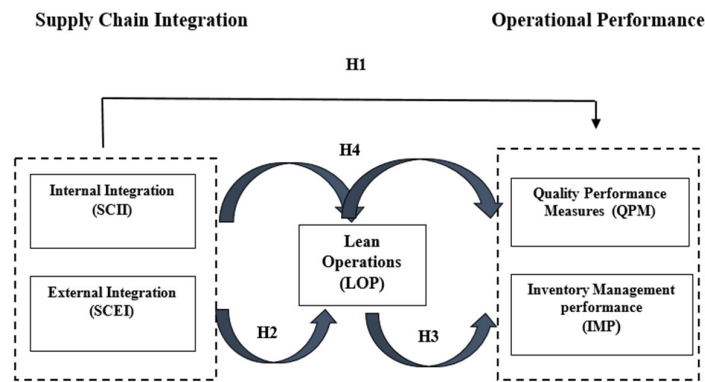 Supply Chain Integration
Operational Performance
H1
H4
Internal Integration
(SCII)
External Integration
(SCEI)
Lean
Operations
(LOP)
Quality Performance
Measures (QPM)
Inventory Management
performance
(IMP)
H2
H3